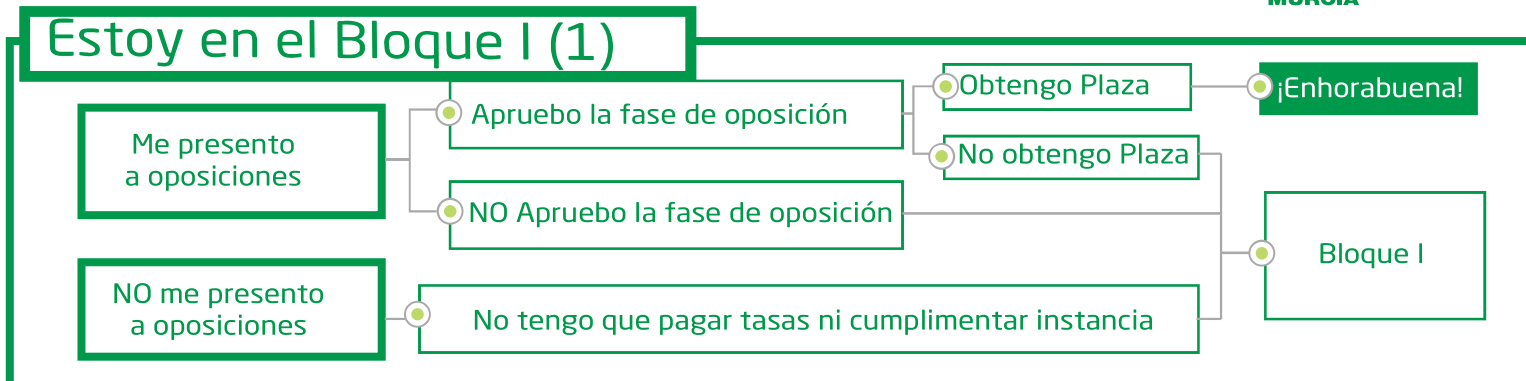 MURCIA
Estoy en el Bloque I (1)
Me presento
a oposiciones
Apruebo la fase de oposición
Obtengo Plaza
¡Enhorabuena!
No obtengo Plaza
NO Apruebo la fase de oposición
Bloque I
NO me presento
a oposiciones
No tengo que pagar tasas ni cumplimentar instancia